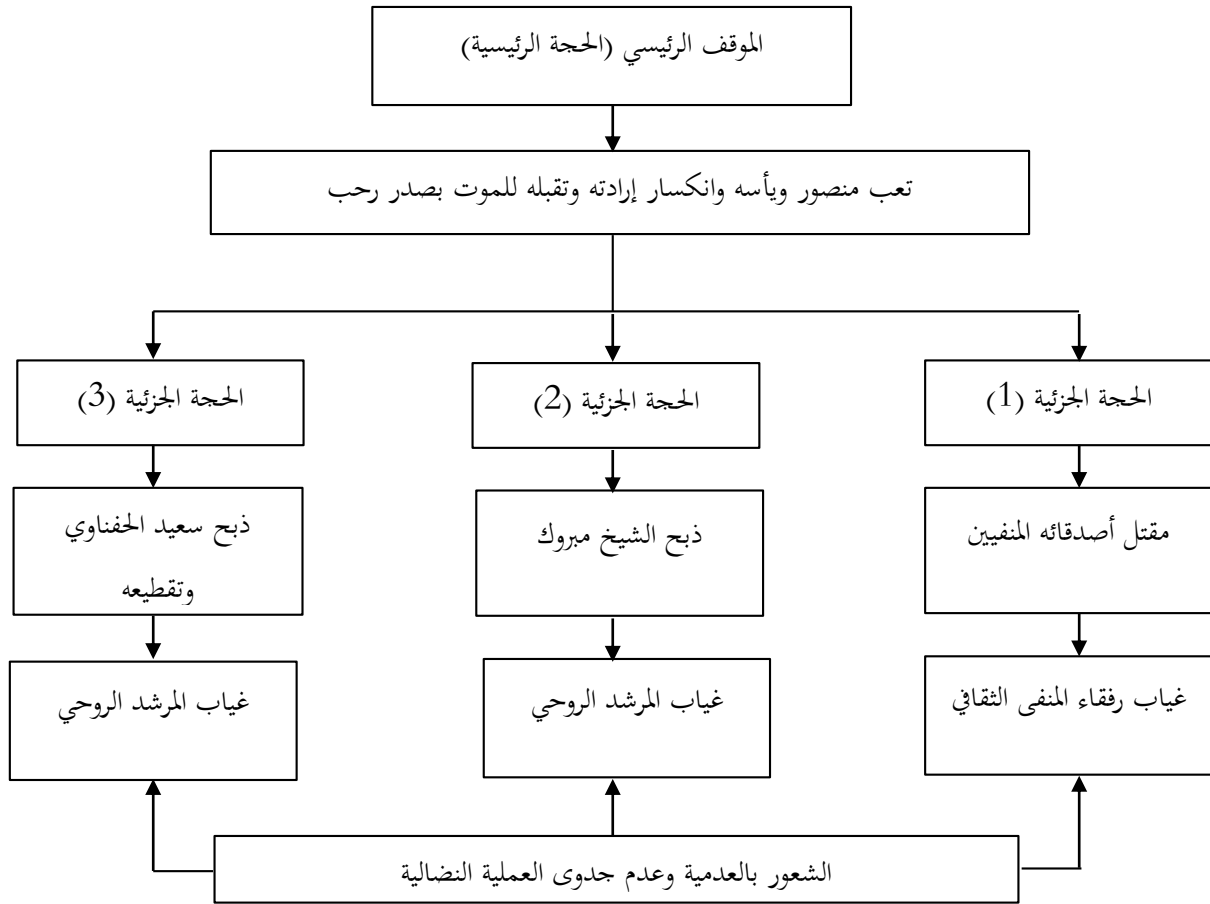 الموقف الرئيسي (الحجة الرئيسية)
تعب منصور ويأسه وانكسار إرادته وتقبله للموت بصدر رحب
الحجة الجزئية (1)
الحجة الجزئية (2)
الحجة الجزئية (3)
مقتل أصدقائه المنفيين
ذبح الشيخ مبروك
ذبح سعيد الحفناوي
وتقطيعه
غياب رفقاء المنفى الثقافي
غياب المرشد الروحي
غياب المرشد الروحي
الشعور بالعدمية وعدم جدوى العملية النضالية